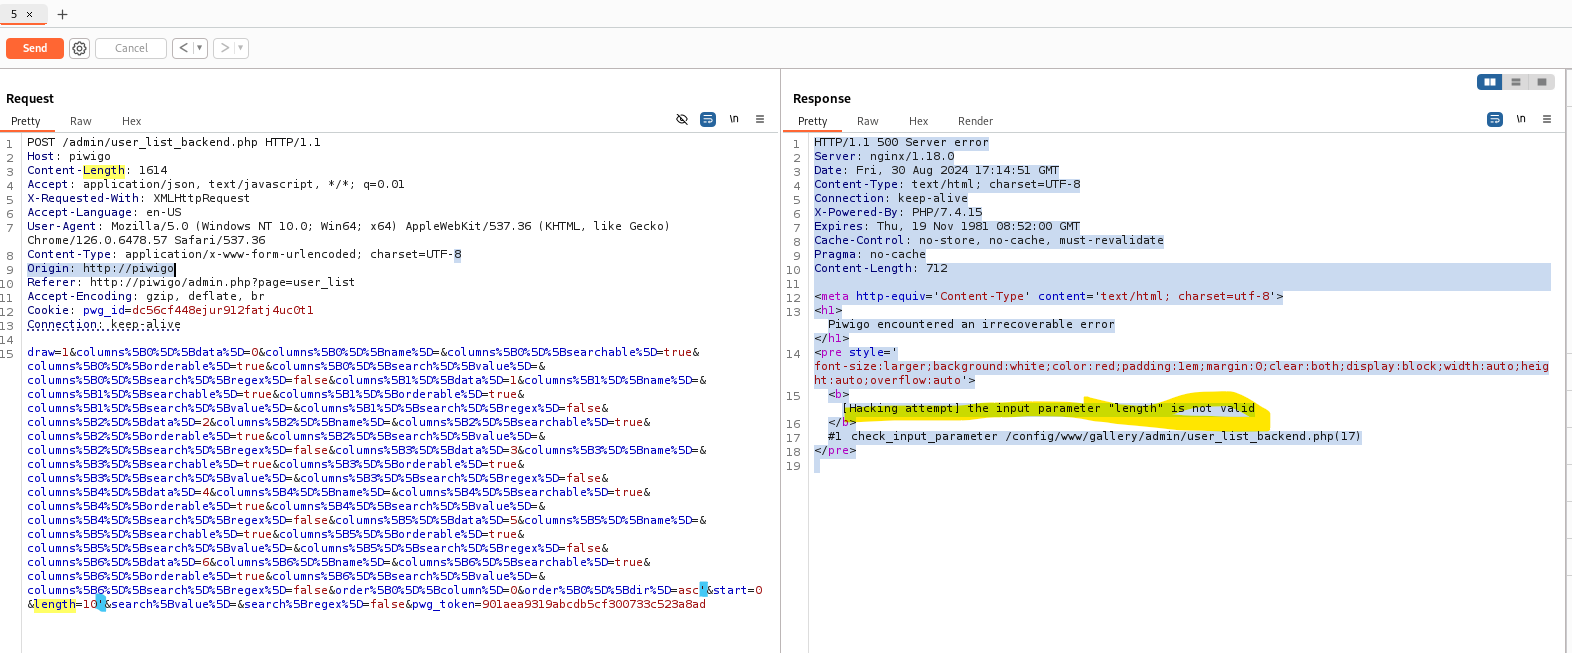 5 × +
Send Cancel < >
Request
Pretty Raw Hex \n
1 POST /admin/user_list_backend.php HTTP/1.1
2 Host: piwigo
3 Content-Length: 1614
4 Accept: application/json, text/javascript, */*; q=0.01
5 X-Requested-With: XMLHttpRequest
6 Accept-Language: en-US
7 User-Agent: Mozilla/5.0 (Windows NT 10.0; Win64; x64) AppleWebKit/537.36 (KHTML, like Gecko)
Chrome/126.0.6478.57 Safari/537.36
8 Content-Type: application/x-www-form-urlencoded; charset=UTF-8
9 Origin: http://piwigo
10 Referer: http://piwigo/admin.php?page=user_list
11 Accept-Encoding: gzip, deflate, br
12 Cookie: pwg_id=dc56cf448ejur912fatj4uc0t1
13 Connection: keep-alive
14
15 draw=1&columns%5B0%5D%5Bdata%5D=0&columns%5B0%5D%5Bname%5D=&columns%5B0%5D%5Bsearchable%5D=true&
columns%5B0%5D%5Borderable%5D=true&columns%5B0%5D%5Bsearch%5D%5Bvalue%5D=&
columns%5B0%5D%5Bsearch%5D%5Bregex%5D=false&columns%5B1%5D%5Bdata%5D=1&columns%5B1%5D%5Bname%5D=&
columns%5B1%5D%5Bsearchable%5D=true&columns%5B1%5D%5Borderable%5D=true&
columns%5B1%5D%5Bsearch%5D%5Bvalue%5D=&columns%5B1%5D%5Bsearch%5D%5Bregex%5D=false&
columns%5B2%5D%5Bdata%5D=2&columns%5B2%5D%5Bname%5D=&columns%5B2%5D%5Bsearchable%5D=true&
columns%5B2%5D%5Borderable%5D=true&columns%5B2%5D%5Bsearch%5D%5Bvalue%5D=&
columns%5B2%5D%5Bsearch%5D%5Bregex%5D=false&columns%5B3%5D%5Bdata%5D=3&columns%5B3%5D%5Bname%5D=&
columns%5B3%5D%5Bsearchable%5D=true&columns%5B3%5D%5Borderable%5D=true&
columns%5B3%5D%5Bsearch%5D%5Bvalue%5D=&columns%5B3%5D%5Bsearch%5D%5Bregex%5D=false&
columns%5B4%5D%5Bdata%5D=4&columns%5B4%5D%5Bname%5D=&columns%5B4%5D%5Bsearchable%5D=true&
columns%5B4%5D%5Borderable%5D=true&columns%5B4%5D%5Bsearch%5D%5Bvalue%5D=&
columns%5B4%5D%5Bsearch%5D%5Bregex%5D=false&columns%5B5%5D%5Bdata%5D=5&columns%5B5%5D%5Bname%5D=&
columns%5B5%5D%5Bsearchable%5D=true&columns%5B5%5D%5Borderable%5D=true&
columns%5B5%5D%5Bsearch%5D%5Bvalue%5D=&columns%5B5%5D%5Bsearch%5D%5Bregex%5D=false&
columns%5B6%5D%5Bdata%5D=6&columns%5B6%5D%5Bname%5D=&columns%5B6%5D%5Bsearchable%5D=true&
columns%5B6%5D%5Borderable%5D=true&columns%5B6%5D%5Bsearch%5D%5Bvalue%5D=&
columns%5B6%5D%5Bsearch%5D%5Bregex%5D=false&order%5B0%5D%5Bcolumn%5D=0&order%5B0%5D%5Bdir%5D=asc'&start=0
&length=10'&search%5Bvalue%5D=&search%5Bregex%5D=false&pwg_token=901aea9319abcdb5cf300733c523a8ad
Response
Pretty Raw Hex Render \n
1 HTTP/1.1 500 Server error
2 Server: nginx/1.18.0
3 Date: Fri, 30 Aug 2024 17:14:51 GMT
4 Content-Type: text/html; charset=UTF-8
5 Connection: keep-alive
6 X-Powered-By: PHP/7.4.15
7 Expires: Thu, 19 Nov 1981 08:52:00 GMT
8 Cache-Control: no-store, no-cache, must-revalidate
9 Pragma: no-cache
10 Content-Length: 712
11
12 <meta http-equiv='Content-Type' content='text/html; charset=utf-8'>
13 <h1>
Piwigo encountered an irrecoverable error
</h1>
14 <pre style='
font-size:larger;background:white;color:red;padding:1em;margin:0;clear:both;display:block;width:auto;heig
ht:auto;overflow:auto'>
15 <b>
[Hacking attempt] the input parameter "length" is not valid
16 </b>
17 #1 check_input_parameter /config/www/gallery/admin/user_list_backend.php(17)
18 </pre>
19